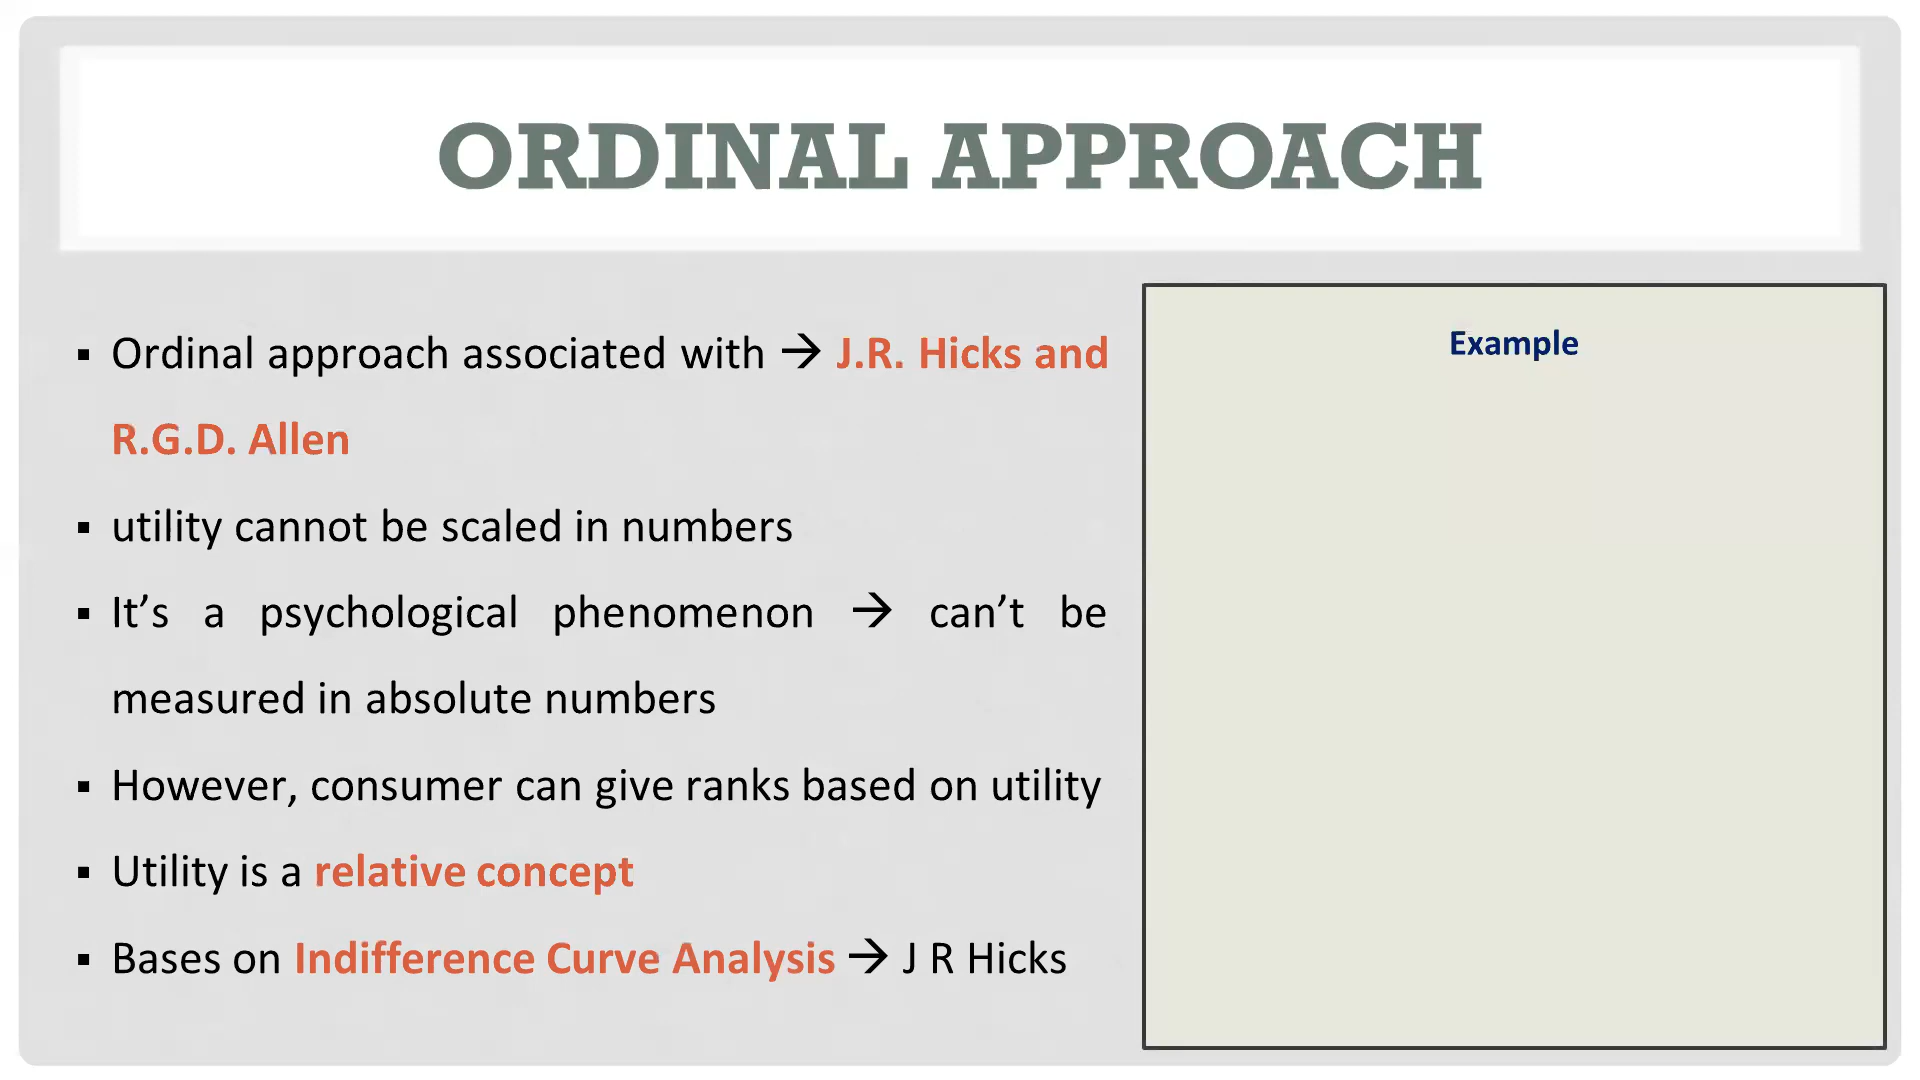 ORDINAL APPROACH
▪ Ordinal approach associated with → J.R. Hicks and
R.G.D. Allen
▪ utility cannot be scaled in numbers
▪ It’s a psychological phenomenon → can’t be
measured in absolute numbers
▪ However, consumer can give ranks based on utility
▪ Utility is a relative concept
▪ Bases on Indifference Curve Analysis → J R Hicks
Example